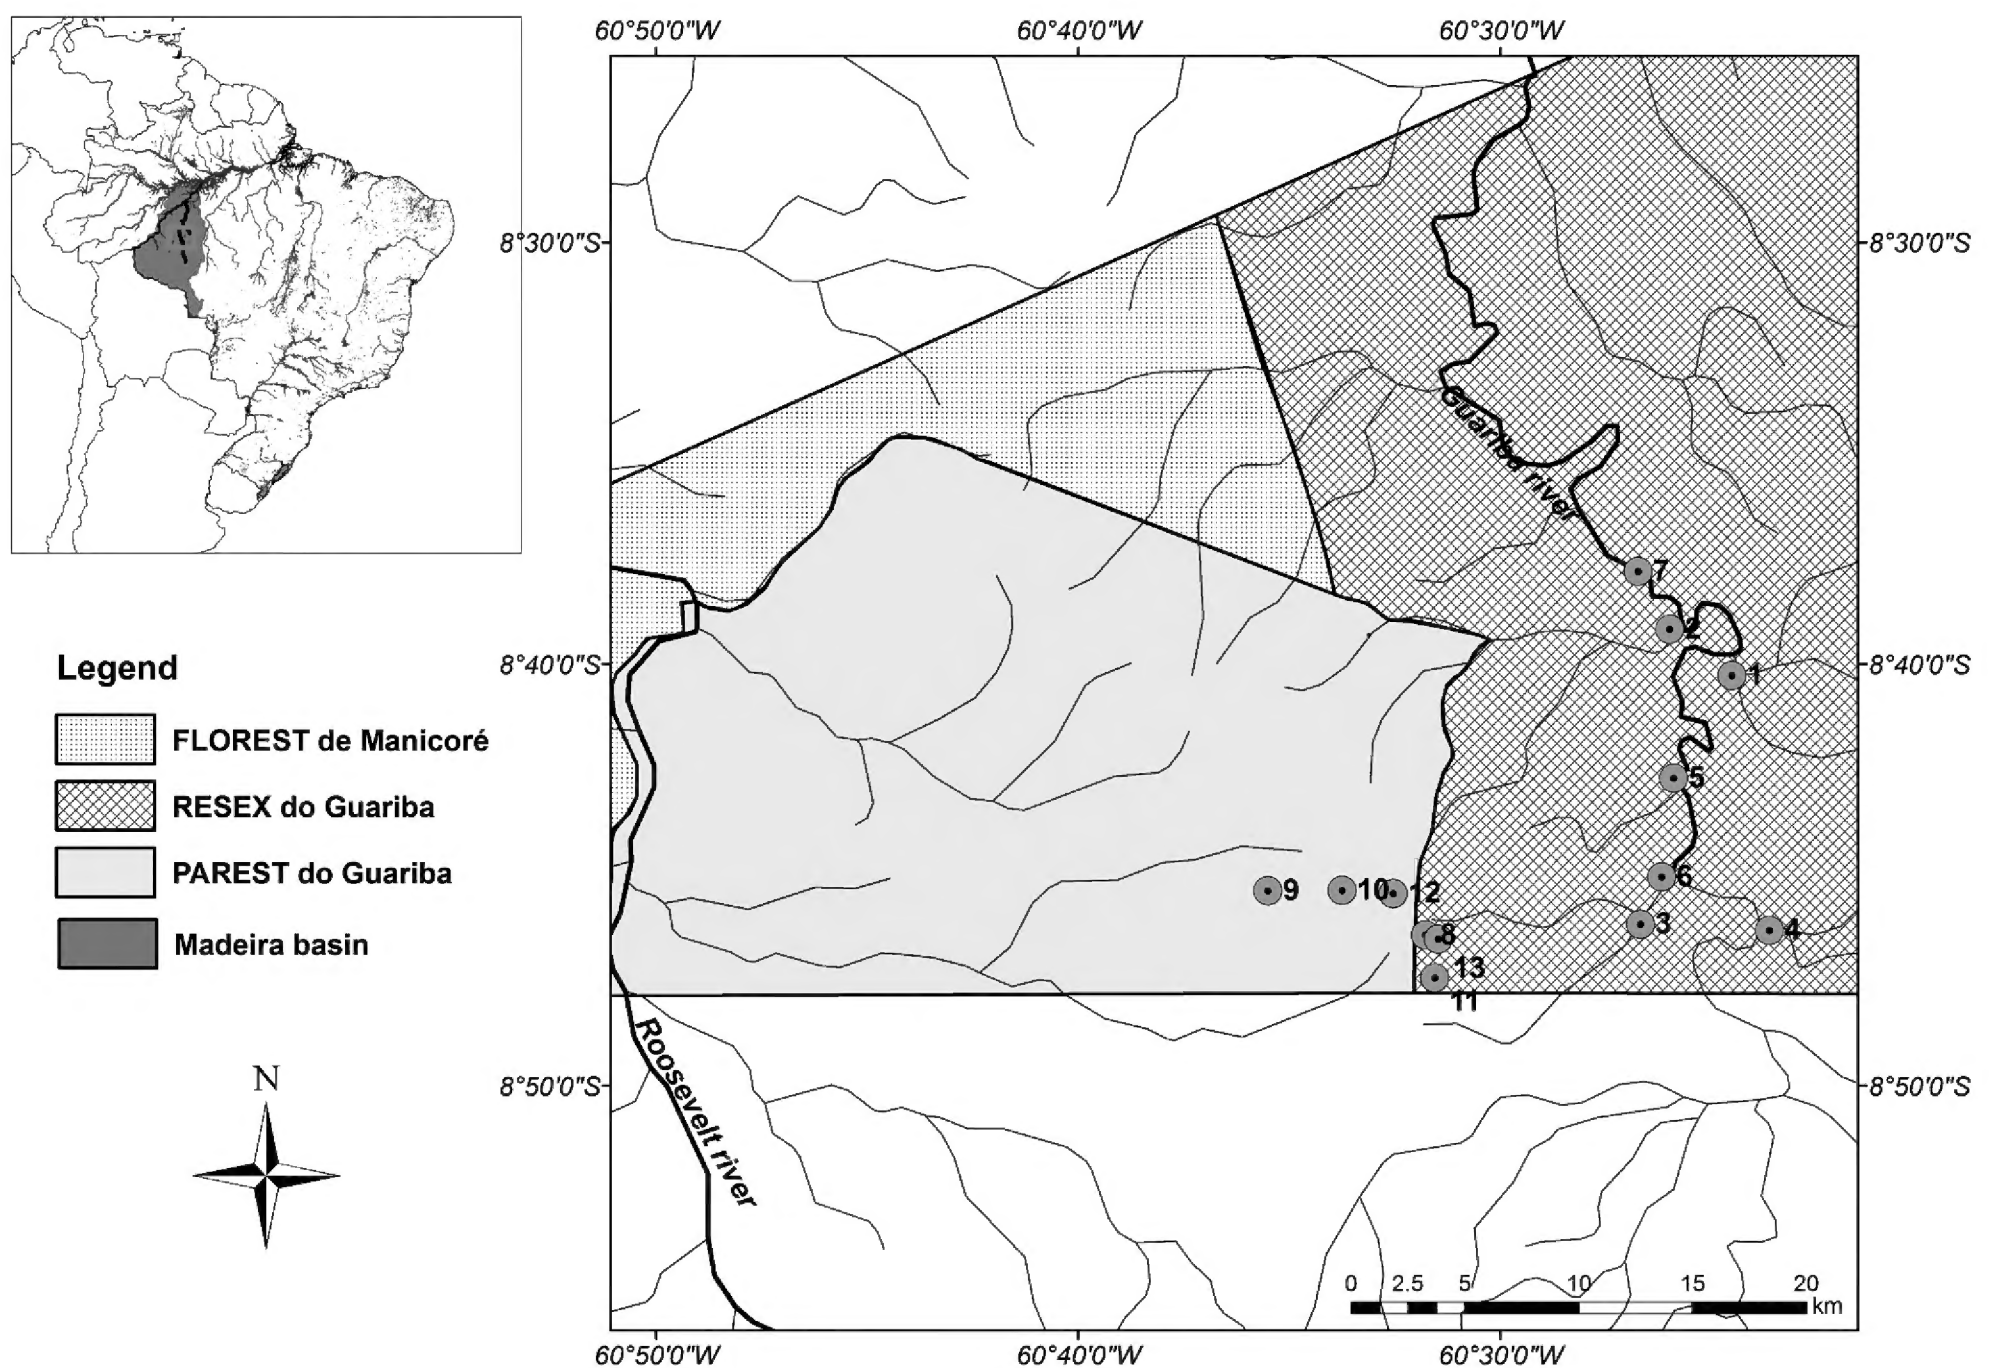 60°50'0"W
60°40'0"W
60°30'0"W
8°30'0"S
8°30'0"S
Guariba river
7
2
8°40'0"S
8°40'0"S
1
Legend
FLOREST de Manicoré
RESEX do Guariba
PAREST do Guariba
Madeira basin
5
6
9
10
12
3
4
8
13
11
N
Roosevelt river
8°50'0"S
8°50'0"S
0 2.5 5 10 15 20
km
60°50'0"W
60°40'0"W
60°30'0"W